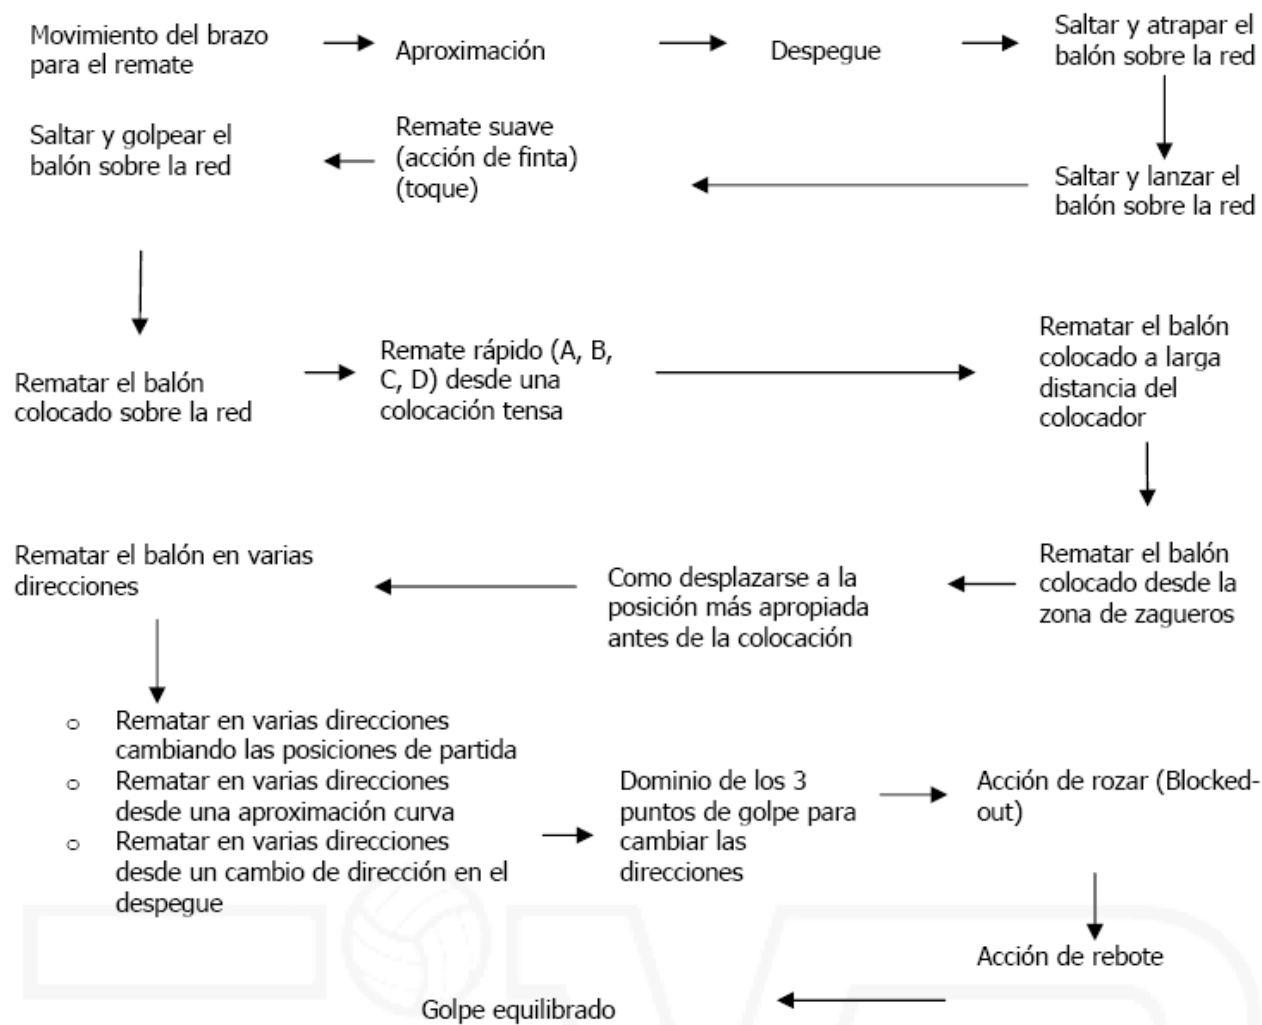 Movimiento del brazo
para el remate
Aproximación
Despegue
Saltar y atrapar el
balón sobre la red
Saltar y lanzar el
balón sobre la red
Remate suave
(acción de finta)
(toque)
Saltar y golpear el
balón sobre la red
Rematar el balón
colocado sobre la red
Remate rápido (A, B,
C, D) desde una
colocación tensa
Rematar el balón
colocado a larga
distancia del
colocador
Rematar el balón
colocado desde la
zona de zagueros
Como desplazarse a la
posición más apropiada
antes de la colocación
Rematar el balón en varias
direcciones
o Rematar en varias direcciones
cambiando las posiciones de partida
o Rematar en varias direcciones
desde una aproximación curva
o Rematar en varias direcciones
desde un cambio de dirección en el
despegue
Dominio de los 3
puntos de golpe para
cambiar las
direcciones
Acción de rozar (Blocked-
out)
Acción de rebote
Golpe equilibrado